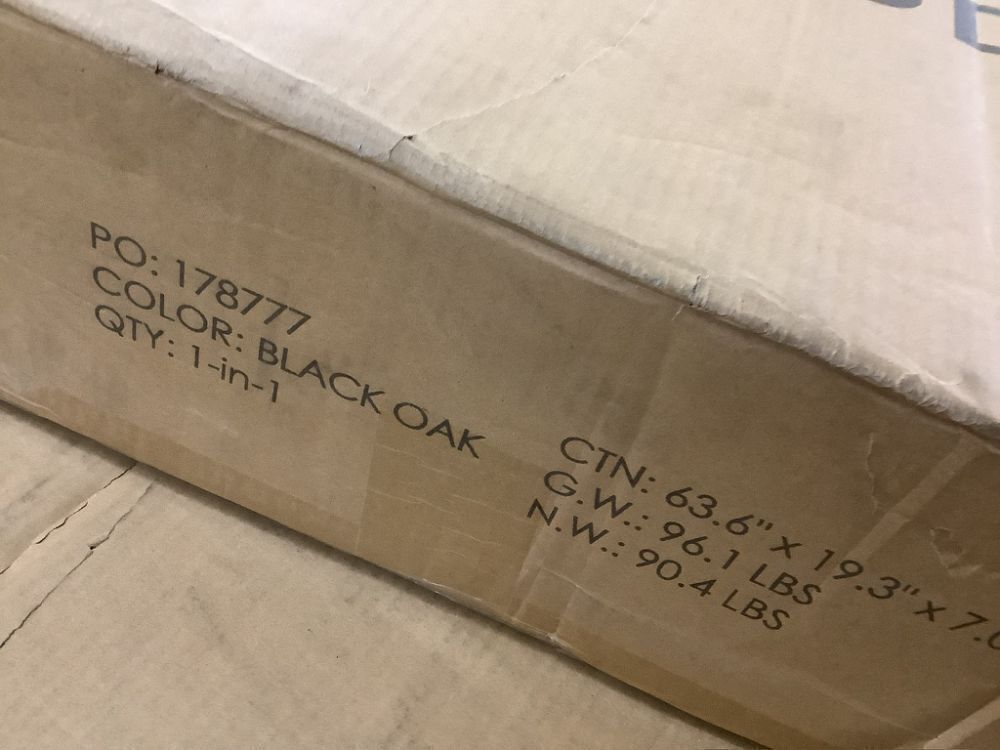 PO: 178777
COLOR: BLACK OAK
QTY: 1-in-1
CTN: 63.6" x 19.3" x 7.
G.W.: 96.1 LBS
N.W.: 90.4 LBS